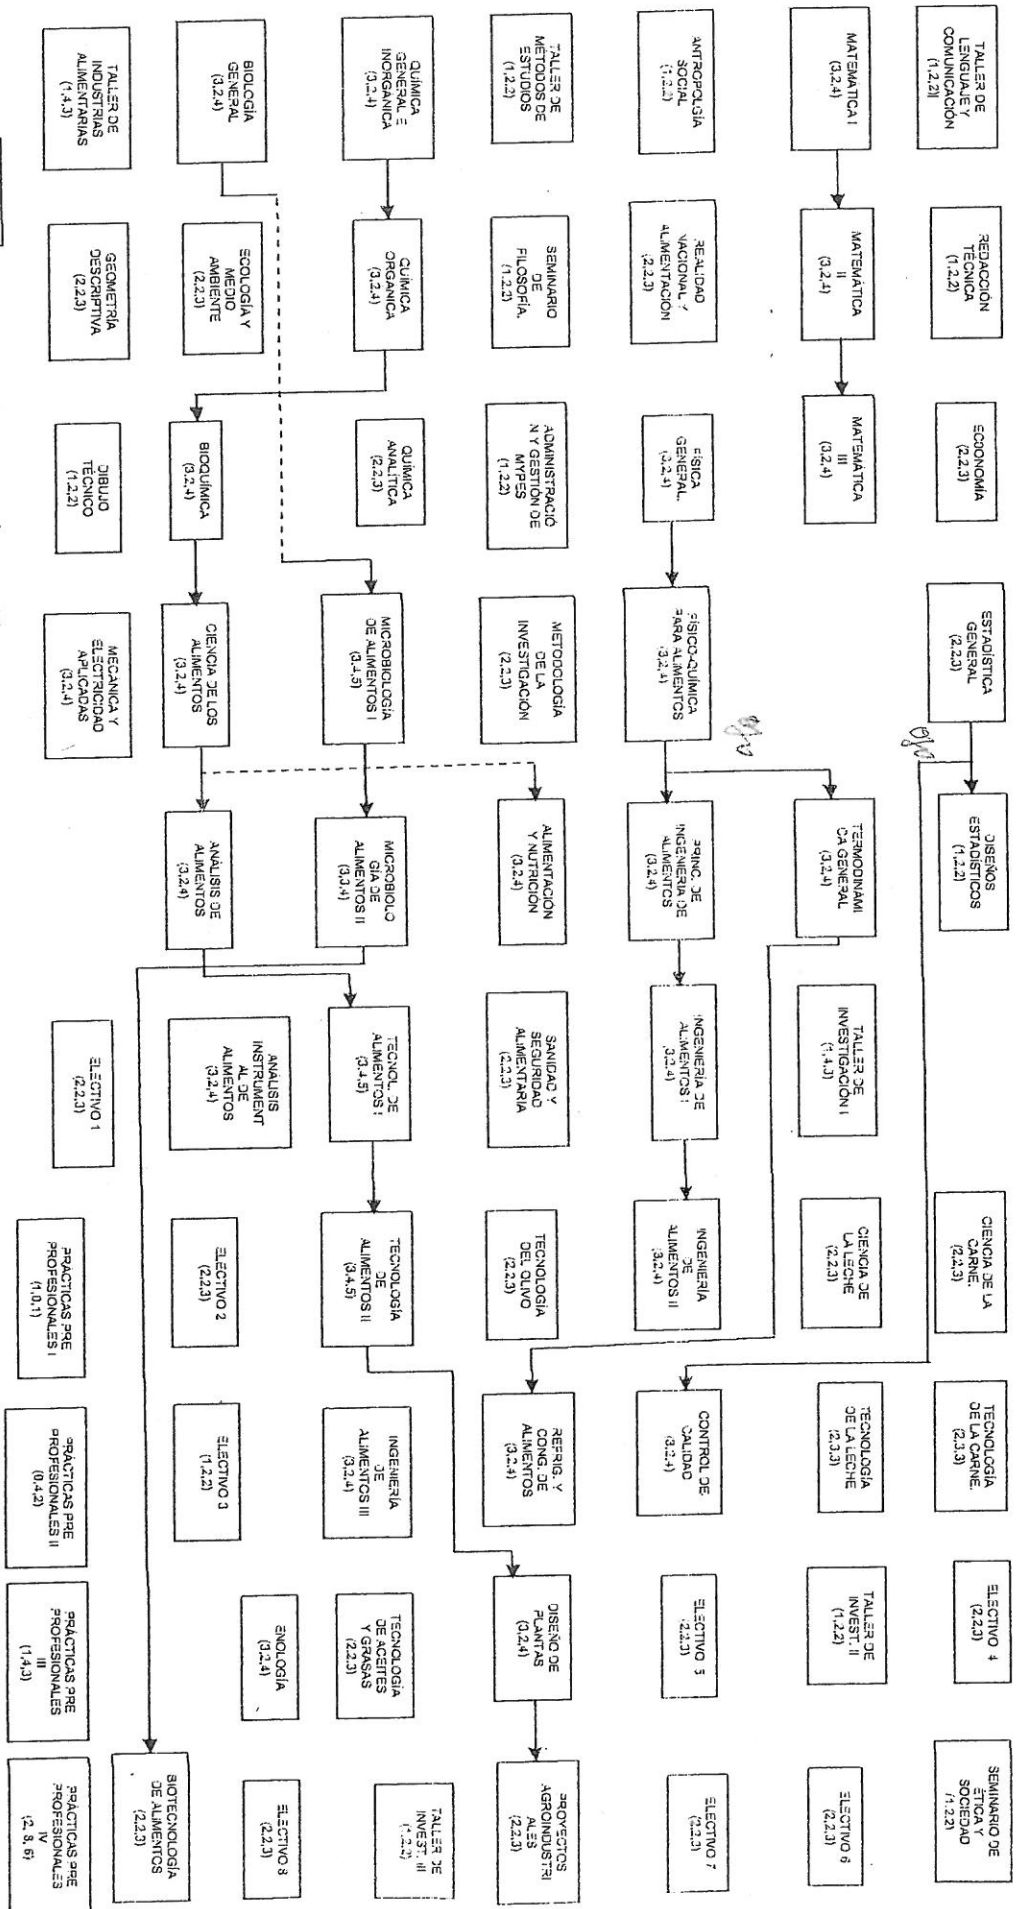 TALLER DE
LENGUAJE Y
COMUNICACIÓN
(1,2,2)
MATEMÁTICA I
(3,2,4)
ANTROPOLGÍA
SOCIAL
(1,2,2)
TALLER DE
MÉTODOS DE
ESTUDIOS
(1,2,2)
QUÍMICA
GENERAL E
INORGÁNICA
(3,2,4)
BIOLOGÍA
GENERAL
(3,2,4)
TALLER DE
INDUSTRIAS
ALIMENTARIAS
(1,4,3)
REDACCIÓN
TÉCNICA
(1,2,2)
MATEMÁTICA
II
(3,2,4)
REALIDAD
NACIONAL Y
ALIMENTACIÓN
(2,2,3)
SEMINARIO
DE
FILOSOFÍA.
(1,2,2)
QUÍMICA
ORGANICA
(3,2,4)
ECOLOGÍA Y
MEDIO
AMBIENTE
(2,2,3)
GEOMETRÍA
DESCRIPTIVA
(2,2,3)
ECOONOMÍA
(2,2,3)
MATEMÁTICA
III
(3,2,4)
FÍSICA
GENERAL.
(3,2,4)
ADMINISTRACIÓ
N Y GESTIÓN DE
MYPES
(1,2,2)
QUÍMICA
ANALÍTICA
(2,2,3)
BIOQUÍMICA
(3,2,4)
DIBUJO
TÉCNICO
(1,2,2)
ESTADÍSTICA
GENERAL
(2,2,3)
FÍSICO-QUÍMICA
PARA ALIMENTOS
(3,2,4)
METODOLOGÍA
DE LA
INVESTIGACIÓN
(2,2,3)
MICROBIOLOGÍA
DE ALIMENTOS I
(3,4,5)
CIENCIA DE LOS
ALIMENTOS
(3,2,4)
MECÁNICA Y
ELECTRICIDAD
APLICADAS
(3,2,4)
ojo
ojo
DISEÑOS
ESTADÍSTICOS
(1,2,2)
TERMODINÁMI
CA GENERAL
(3,2,4)
PRINC. DE
INGENIERIA DE
ALIMENTOS
(3,2,4)
ALIMENTACIÓN
Y NUTRICIÓN
(3,2,4)
MICROBIOLO
GÍA DE
ALIMENTOS II
(3,3,4)
ANÁLISIS DE
ALIMENTOS
(3,2,4)
TALLER DE
INVESTIGACIÓN I
(1,4,3)
INGENIERÍA DE
ALIMENTOS I
(3,2,4)
SANIDAD Y
SEGURIDAD
ALIMENTARIA
(2,2,3)
TECNOL. DE
ALIMENTOS I
(3,4,5)
ANÁLISIS
INSTRUMENT
AL DE
ALIMENTOS
(3,2,4)
ELECTIVO 1
(2,2,3)
CIENCIA DE LA
CARNE.
(2,2,3)
CIENCIA DE
LA LECHE
(2,2,3)
INGENIERÍA
DE
ALIMENTOS II
(3,2,4)
TECNOLOGÍA
DEL OLIVO
(2,2,3)
TECNOLOGÍA
DE
ALIMENTOS II
(3,4,5)
ELECTIVO 2
(2,2,3)
PRÁCTICAS PRE
PROFESIONALES I
(1,0,1)
TECNOLOGÍA
DE LA CARNE.
(2,3,3)
TECNOLOGÍA
DE LA LECHE
(2,3,3)
CONTROL DE
CALIDAD
(3,2,4)
REFRIG. Y
CONG. DE
ALIMENTOS
(3,2,4)
INGENIERÍA
DE
ALIMENTOS III
(3,2,4)
ELECTIVO 3
(1,2,2)
PRÁCTICAS PRE
PROFESIONALES II
(0,4,2)
ELECTIVO 4
(2,2,3)
TALLER DE
INVEST. II
(1,2,2)
ELECTIVO 5
(2,2,3)
DISEÑO DE
PLANTAS
(3,2,4)
TECNOLOGÍA
DE ACEITES
Y GRASAS
(2,2,3)
ENOLOGÍA
(3,2,4)
PRÁCTICAS PRE
PROFESIONALES
III
(1,4,3)
SEMINARIO DE
ÉTICA Y
SOCIEDAD
(1,2,2)
ELECTIVO 6
(2,2,3)
ELECTIVO 7
(2,2,3)
PROYECTOS
AGROINDUSTRI
ALES
(2,2,3)
TALLER DE
INVEST. III
(1,2,2)
ELECTIVO 8
(2,2,3)
BIOTECNOLOGÍA
DE ALIMENTOS
(2,2,3)
PRÁCTICAS PRE
PROFESIONALES
IV
(2, 8, 6)